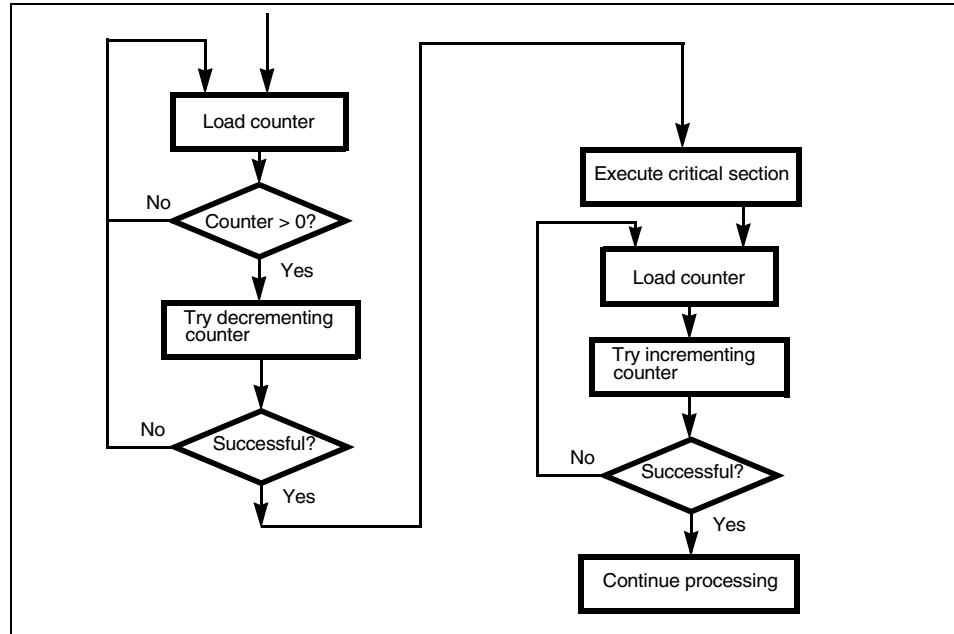 Load counter
No
Counter > 0?
Yes
Try decrementing
counter
No
Successful?
Yes
Execute critical section
Load counter
Try incrementing
counter
No
Successful?
Yes
Continue processing